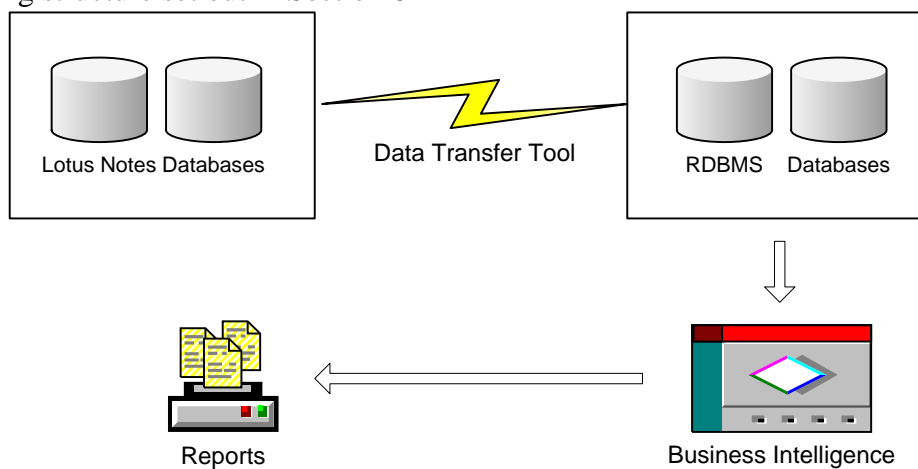 Data Transfer Tool
Lotus Notes Databases
RDBMS Databases
Reports
Business Intelligence